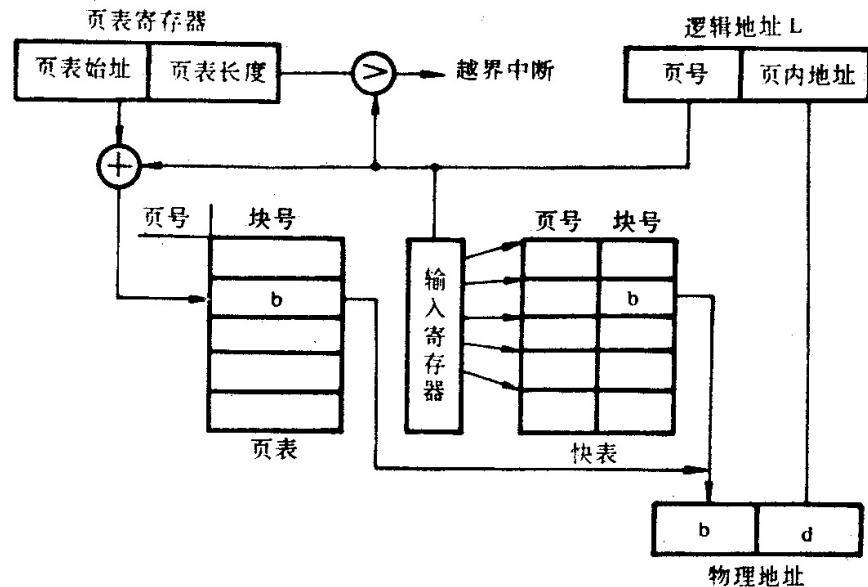 页表寄存器
逻辑地址 L
页表始址
页表长度
>
越界中断
页号
页内地址
+
页号
块号
页号
块号
输入寄存器
b
b
页表
快表
b
d
物理地址